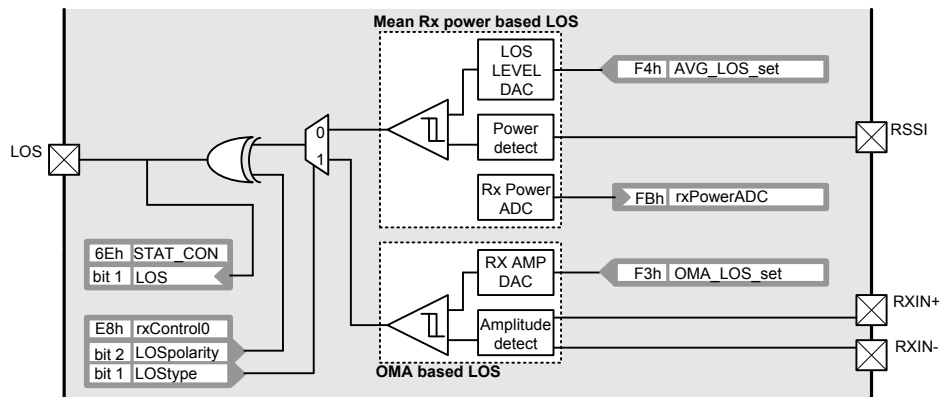 Mean Rx power based LOS
LOS
LEVEL
DAC
F4h AVG_LOS_set
0
1
Power
detect
RSSI
LOS
Rx Power
ADC
FBh rxPowerADC
6Eh STAT_CON
bit 1 LOS
RX AMP
DAC
F3h OMA_LOS_set
RXIN+
E8h rxControl0
bit 2 LOSpolarity
bit 1 LOStype
Amplitude
detect
RXIN-
OMA based LOS